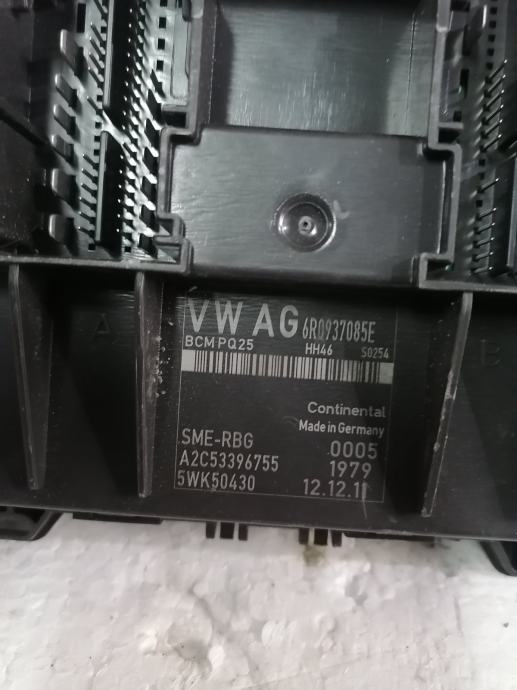 VW AG 6R0937085E
BCM PQ25 HH46 S0254
A
B
Continental
Made in Germany
SME-RBG 0005
A2C53396755 1979
5WK50430 12.12.11